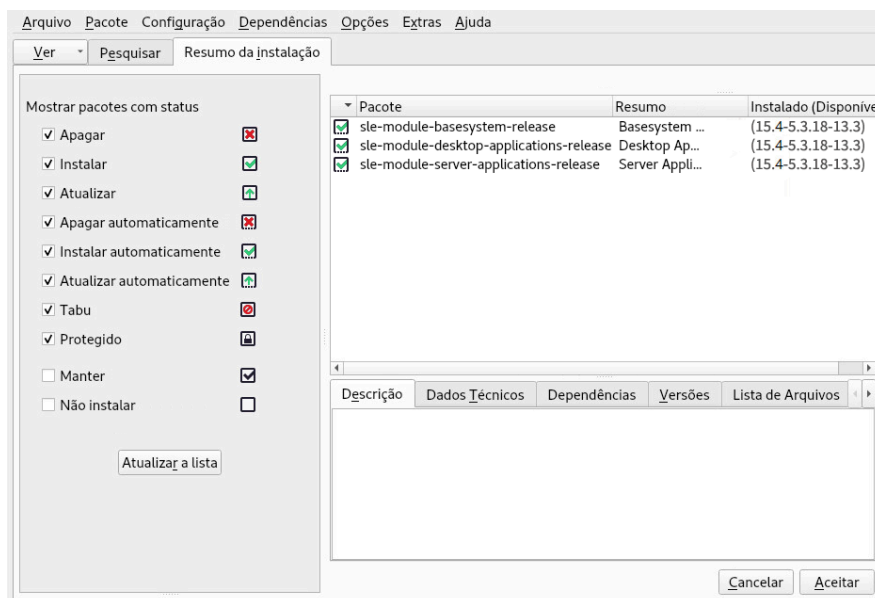 Arquivo Pacote Configuração Dependências Opções Extras Ajuda
Ver Pesquisar Resumo da instalação
Mostrar pacotes com status
Apagar
Instalar
Atualizar
Apagar automaticamente
Instalar automaticamente
Atualizar automaticamente
Tabu
Protegido
Manter
Não instalar
Atualizar a lista
Pacote Resumo Instalado (Disponíve
sle-module-basesystem-release Basesystem ... (15.4-5.3.18-13.3)
sle-module-desktop-applications-release Desktop Ap... (15.4-5.3.18-13.3)
sle-module-server-applications-release Server Appli... (15.4-5.3.18-13.3)
Descrição Dados Técnicos Dependências Versões Lista de Arquivos
Cancelar Aceitar